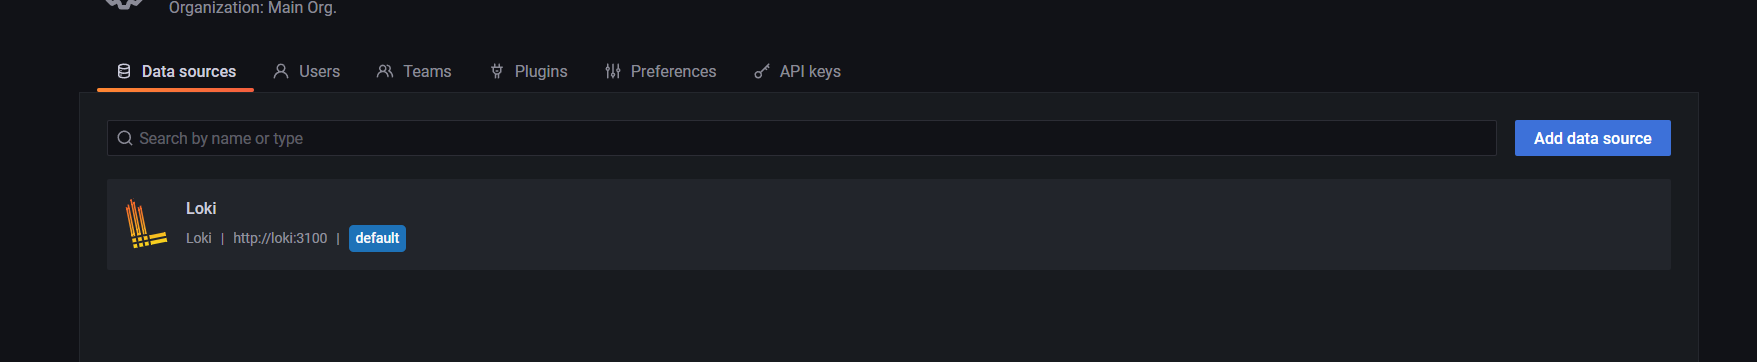 Organization: Main Org.
Data sources Users Teams Plugins Preferences API keys
Search by name or type Add data source
Loki
Loki | http://loki:3100 | default